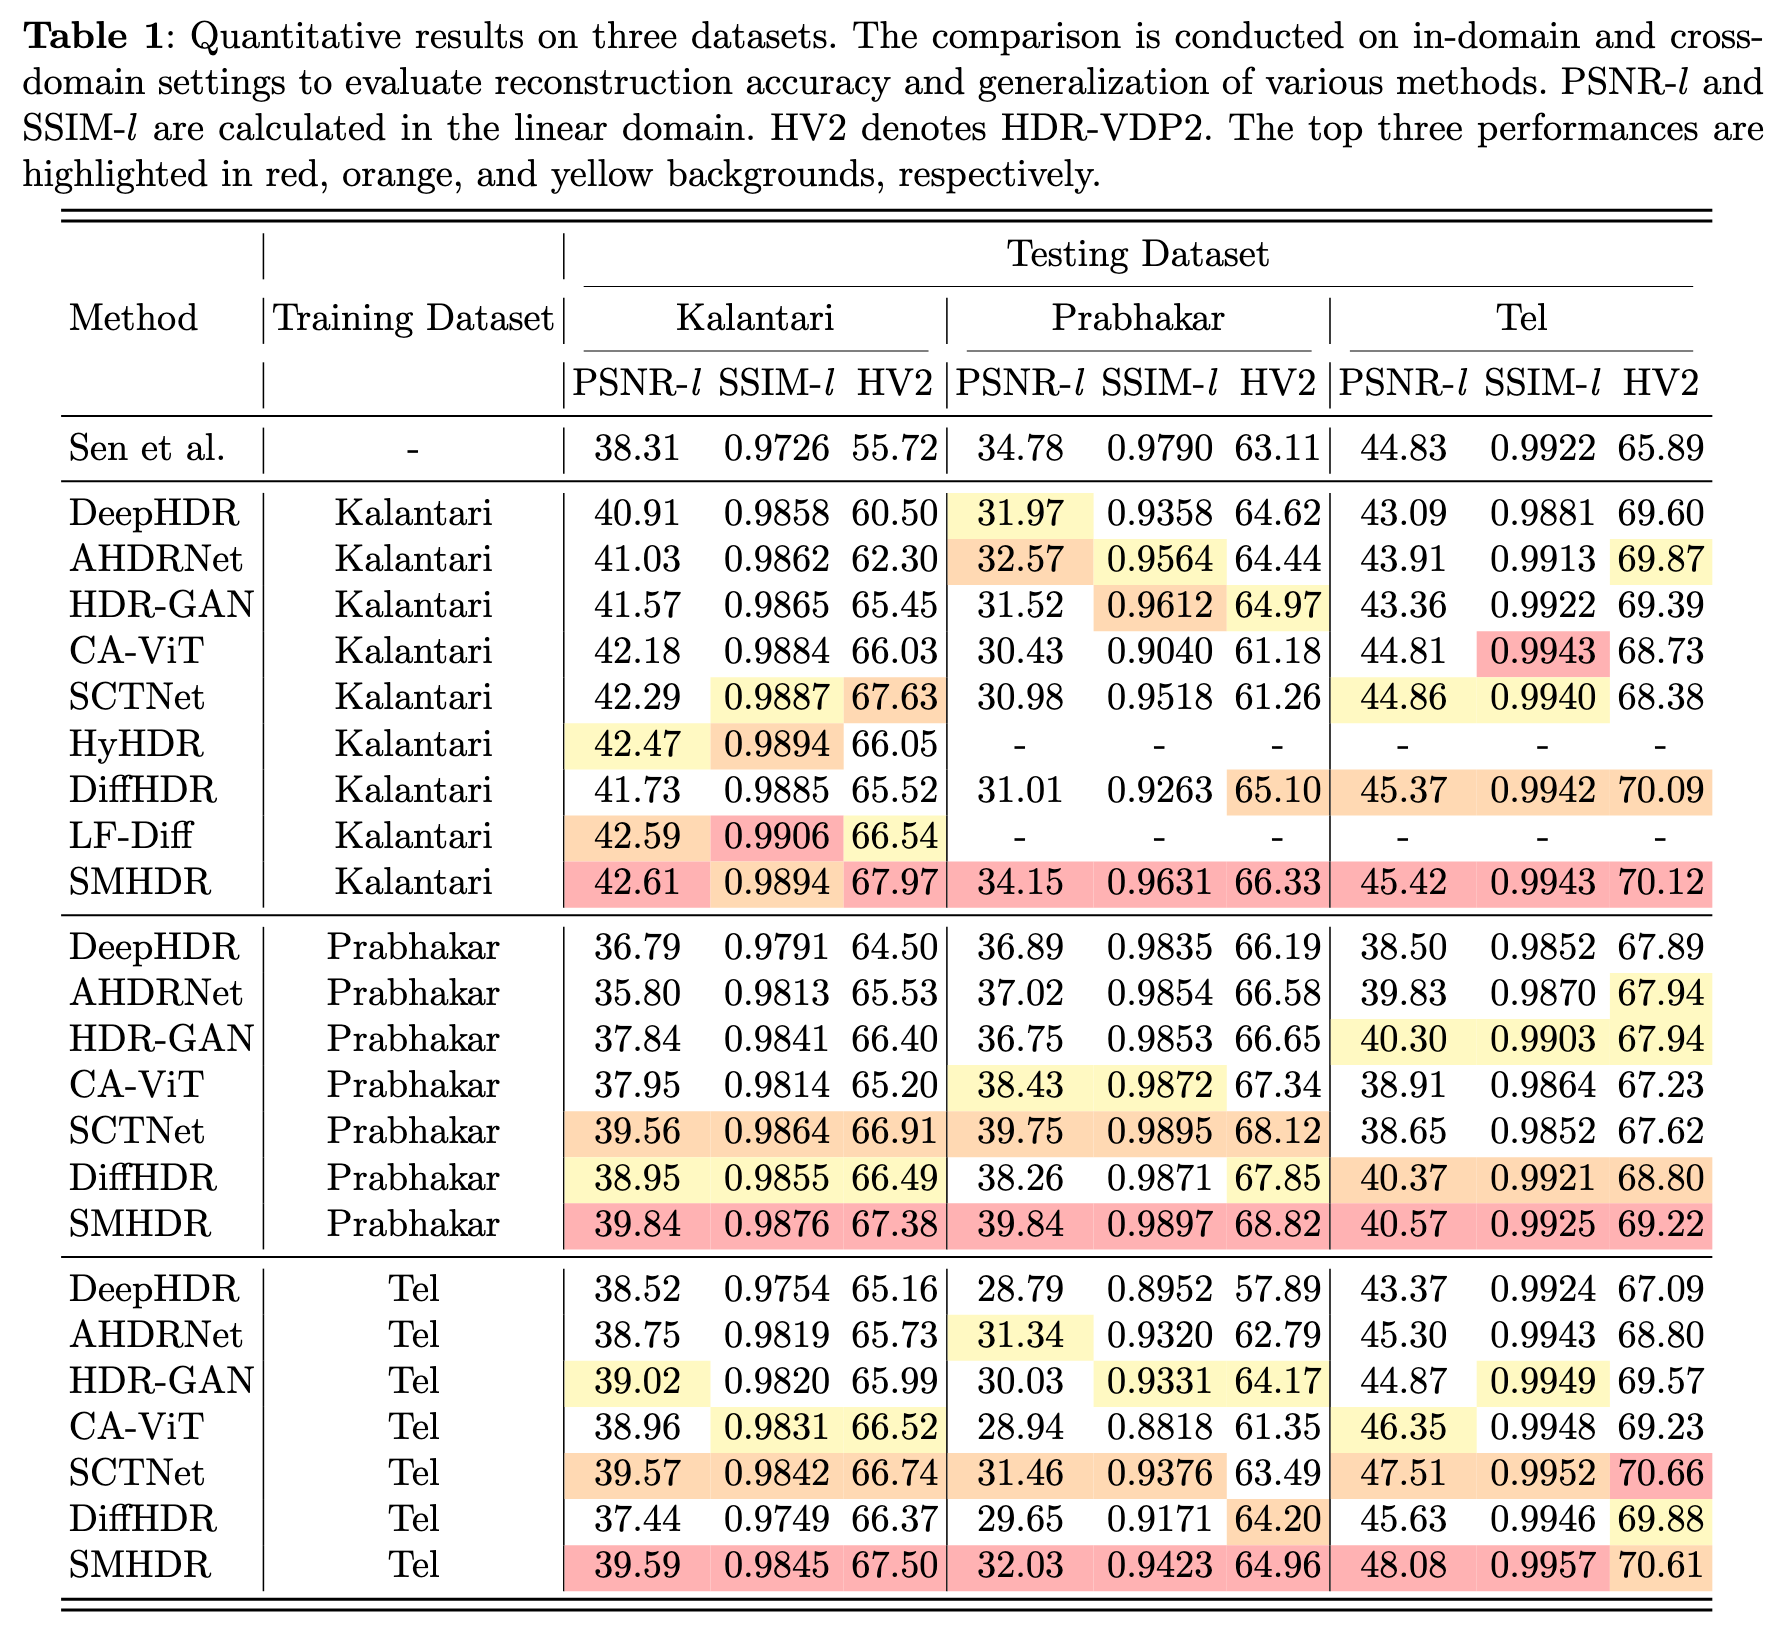 Table 1: Quantitative results on three datasets. The comparison is conducted on in-domain and cross-
domain settings to evaluate reconstruction accuracy and generalization of various methods. PSNR-l and
SSIM-l are calculated in the linear domain. HV2 denotes HDR-VDP2. The top three performances are
highlighted in red, orange, and yellow backgrounds, respectively.
Testing Dataset
Method Training Dataset Kalantari Prabhakar Tel
PSNR-l SSIM-l HV2 PSNR-l SSIM-l HV2 PSNR-l SSIM-l HV2
Sen et al. - 38.31 0.9726 55.72 34.78 0.9790 63.11 44.83 0.9922 65.89
DeepHDR Kalantari 40.91 0.9858 60.50 31.97 0.9358 64.62 43.09 0.9881 69.60
AHDRNet Kalantari 41.03 0.9862 62.30 32.57 0.9564 64.44 43.91 0.9913 69.87
HDR-GAN Kalantari 41.57 0.9865 65.45 31.52 0.9612 64.97 43.36 0.9922 69.39
CA-ViT Kalantari 42.18 0.9884 66.03 30.43 0.9040 61.18 44.81 0.9943 68.73
SCTNet Kalantari 42.29 0.9887 67.63 30.98 0.9518 61.26 44.86 0.9940 68.38
HyHDR Kalantari 42.47 0.9894 66.05 - - - - - -
DiffHDR Kalantari 41.73 0.9885 65.52 31.01 0.9263 65.10 45.37 0.9942 70.09
LF-Diff Kalantari 42.59 0.9906 66.54 - - - - - -
SMHDR Kalantari 42.61 0.9894 67.97 34.15 0.9631 66.33 45.42 0.9943 70.12
DeepHDR Prabhakar 36.79 0.9791 64.50 36.89 0.9835 66.19 38.50 0.9852 67.89
AHDRNet Prabhakar 35.80 0.9813 65.53 37.02 0.9854 66.58 39.83 0.9870 67.94
HDR-GAN Prabhakar 37.84 0.9841 66.40 36.75 0.9853 66.65 40.30 0.9903 67.94
CA-ViT Prabhakar 37.95 0.9814 65.20 38.43 0.9872 67.34 38.91 0.9864 67.23
SCTNet Prabhakar 39.56 0.9864 66.91 39.75 0.9895 68.12 38.65 0.9852 67.62
DiffHDR Prabhakar 38.95 0.9855 66.49 38.26 0.9871 67.85 40.37 0.9921 68.80
SMHDR Prabhakar 39.84 0.9876 67.38 39.84 0.9897 68.82 40.57 0.9925 69.22
DeepHDR Tel 38.52 0.9754 65.16 28.79 0.8952 57.89 43.37 0.9924 67.09
AHDRNet Tel 38.75 0.9819 65.73 31.34 0.9320 62.79 45.30 0.9943 68.80
HDR-GAN Tel 39.02 0.9820 65.99 30.03 0.9331 64.17 44.87 0.9949 69.57
CA-ViT Tel 38.96 0.9831 66.52 28.94 0.8818 61.35 46.35 0.9948 69.23
SCTNet Tel 39.57 0.9842 66.74 31.46 0.9376 63.49 47.51 0.9952 70.66
DiffHDR Tel 37.44 0.9749 66.37 29.65 0.9171 64.20 45.63 0.9946 69.88
SMHDR Tel 39.59 0.9845 67.50 32.03 0.9423 64.96 48.08 0.9957 70.61